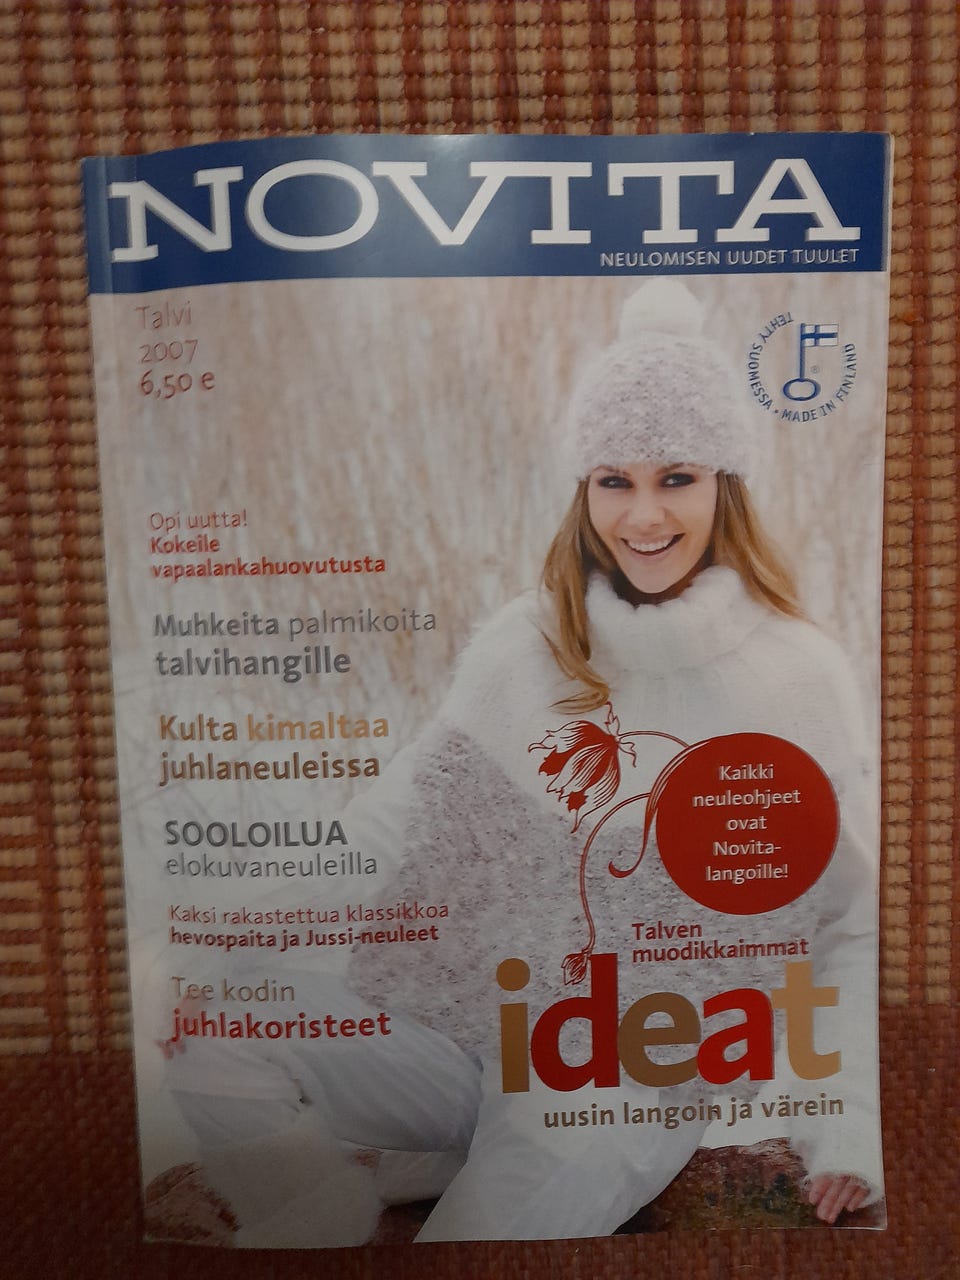 NOVITA
NEULOMISEN UUDET TUULET
Talvi
2007
6,50 e
TEHTY SUOMESSA • MADE IN FINLAND
®
Opi uutta!
Kokeile
vapaalankahuovutusta
Muhkeita palmikoita
talvihangille
Kulta kimaltaa
juhlaneuleissa
SOOLOILUA
elokuvaneuleilla
Kaksi rakastettua klassikkoa
hevospaita ja Jussi-neuleet
Tee kodin
juhlakoristeet
Kaikki
neuleohjeet
ovat
Novita-
langoille!
Talven
muodikkaimmat
ideat
uusin langoin ja värein